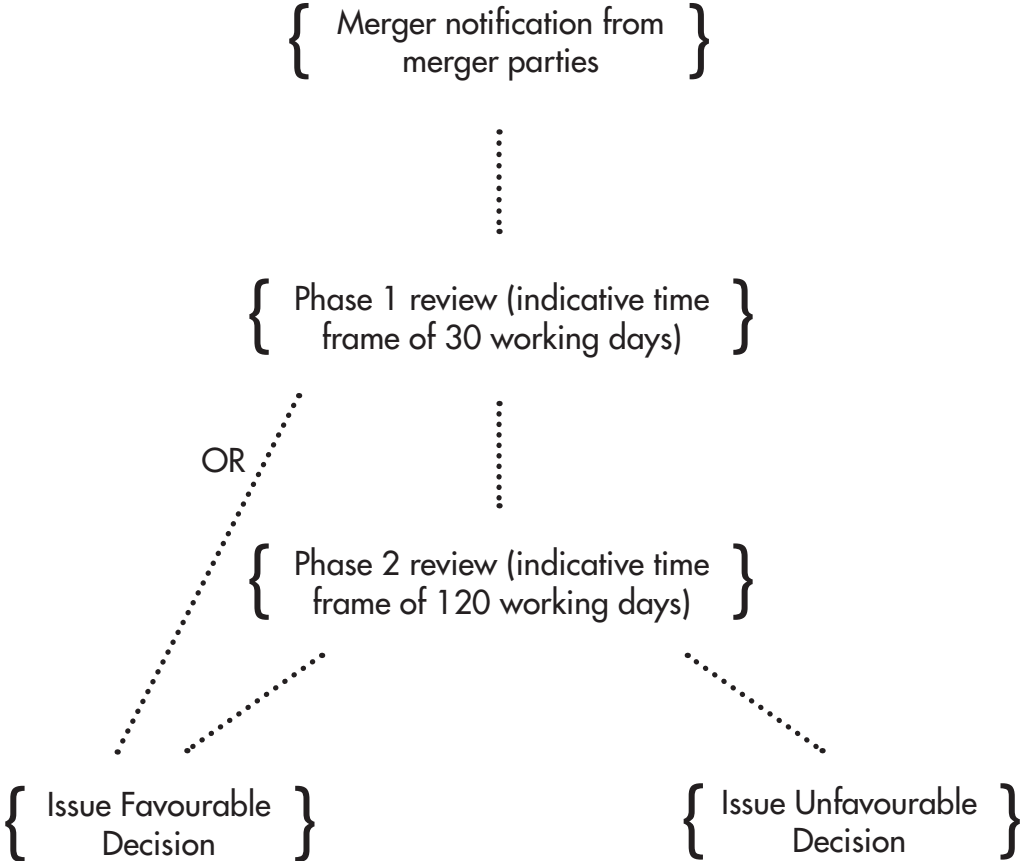 Merger notification from
merger parties
Phase 1 review (indicative time
frame of 30 working days)
OR
Phase 2 review (indicative time
frame of 120 working days)
Issue Favourable
Decision
Issue Unfavourable
Decision